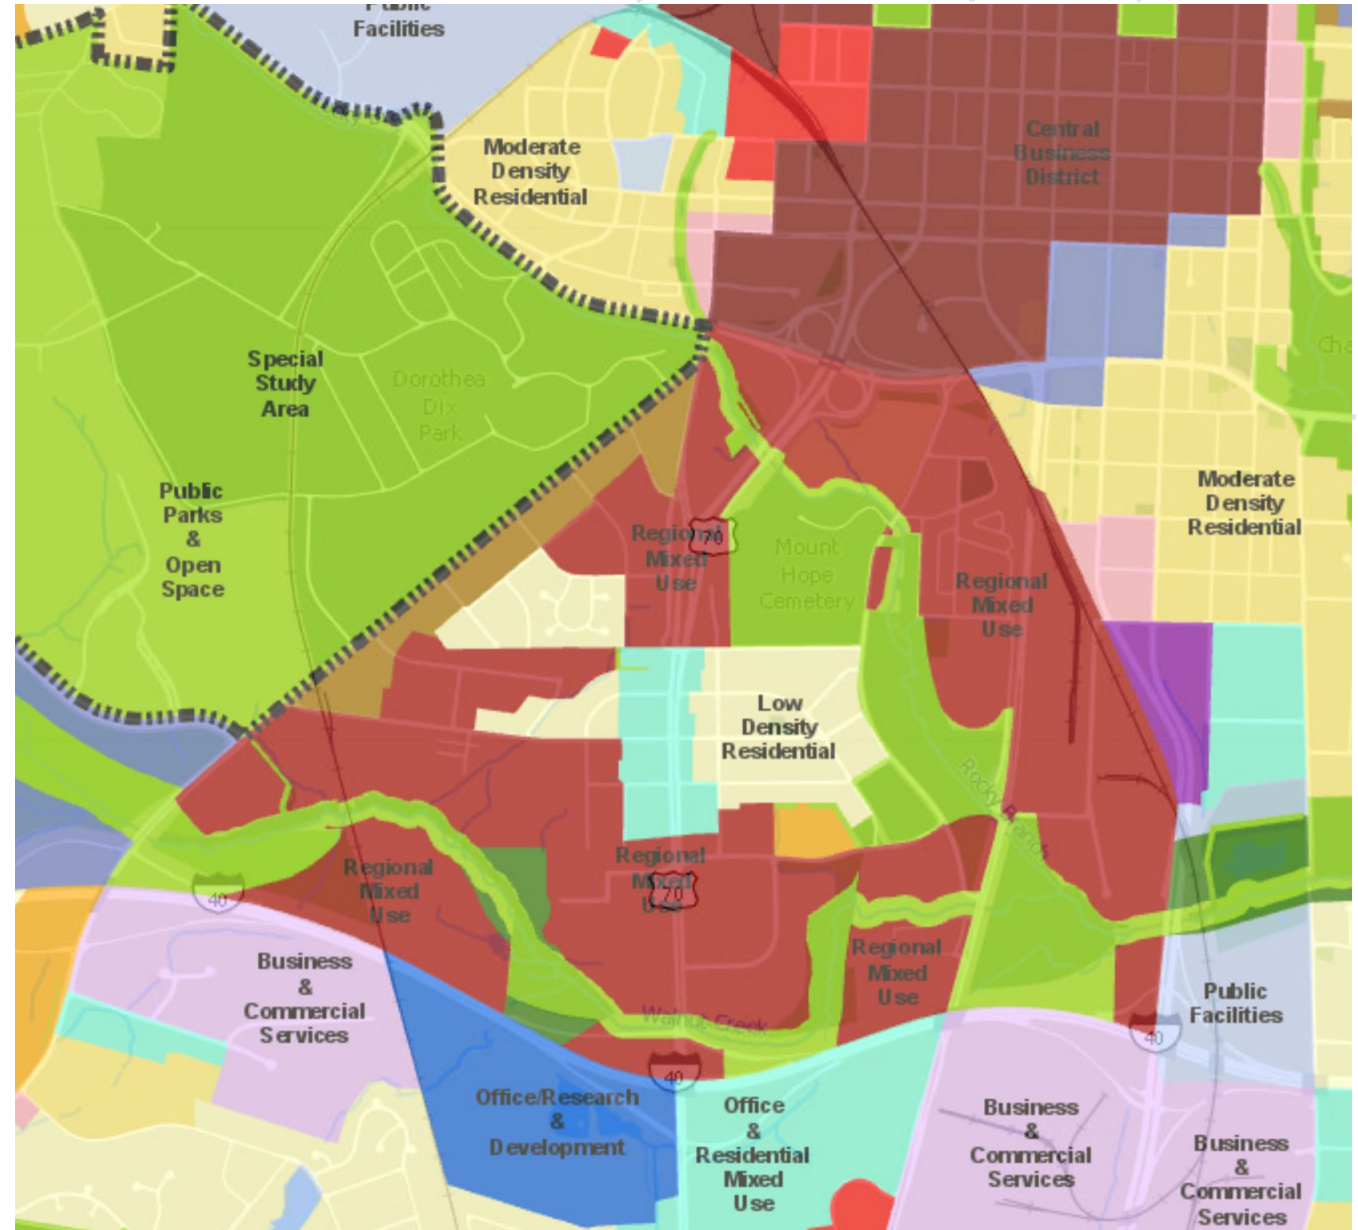 Public
Facilities
Central
Business
District
Moderate
Density
Residential
Special
Study
Area
Dorothea
Dix
Park
Public
Parks
&
Open
Space
Moderate
Density
Residential
Regional
Mixed
Use
70
Mount
Hope
Cemetery
Regional
Mixed
Use
Low
Density
Residential
Rocky Branch
Regional
Mixed
Use
Regional
Mixed
Use
70
40
Regional
Mixed
Use
Business
&
Commercial
Services
Walnut Creek
Public
Facilities
40
40
Office/Research
&
Development
Office
&
Residential
Mixed
Use
Business
&
Commercial
Services
Business
&
Commercial
Services